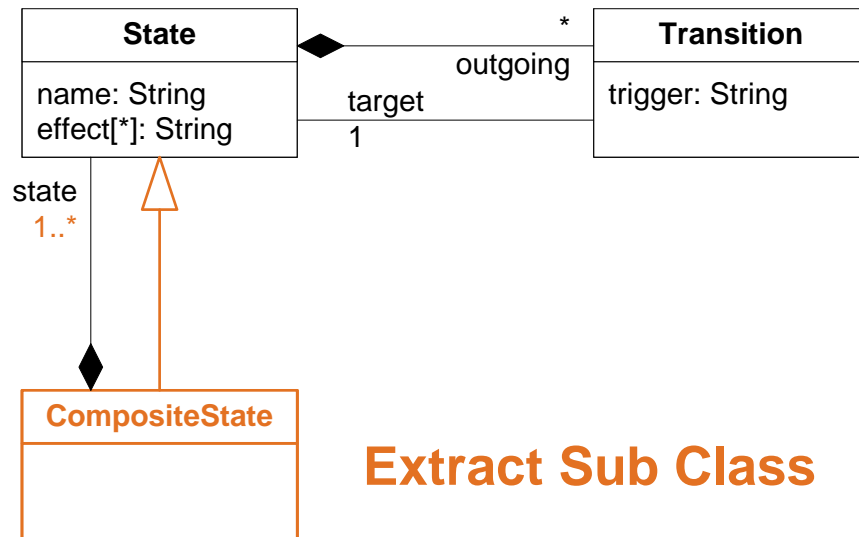 State
name: String
effect[*]: String
*
outgoing
target
1
Transition
trigger: String
state
1..*
CompositeState
Extract Sub Class